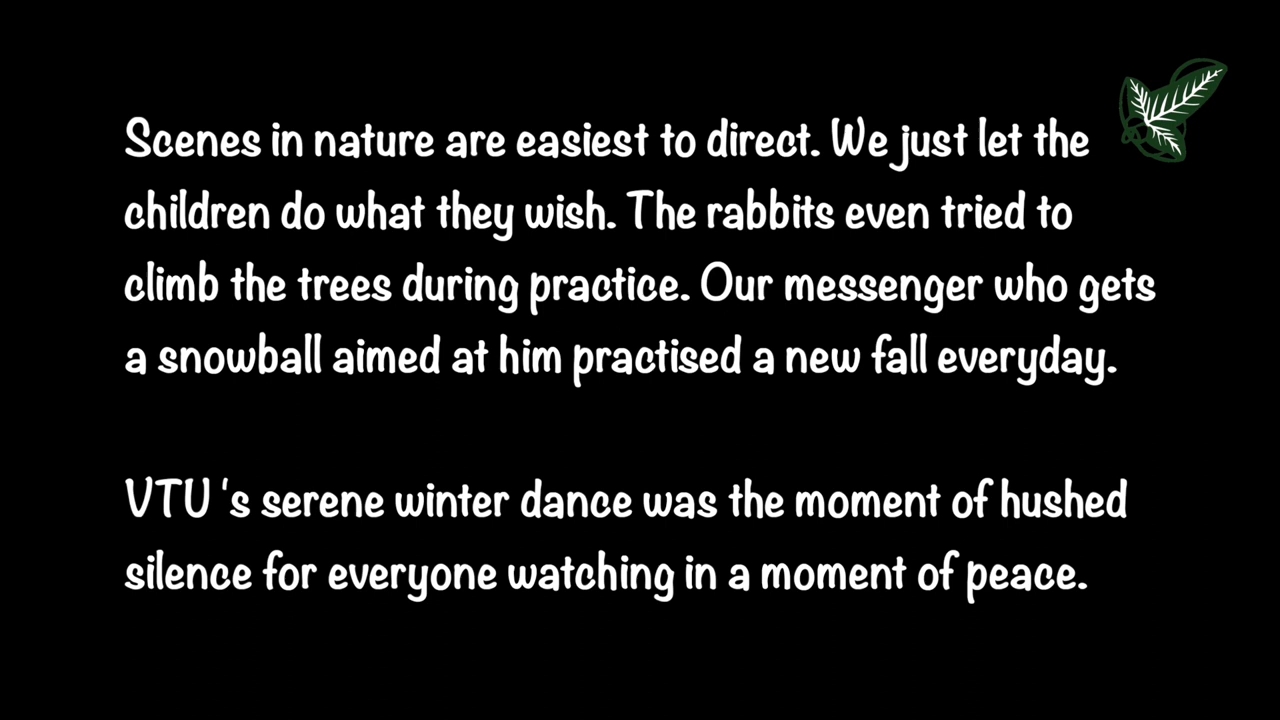 Scenes in nature are easiest to direct. We just let the
children do what they wish. The rabbits even tried to
climb the trees during practice. Our messenger who gets
a snowball aimed at him practised a new fall everyday.
VTU 's serene winter dance was the moment of hushed
silence for everyone watching in a moment of peace.